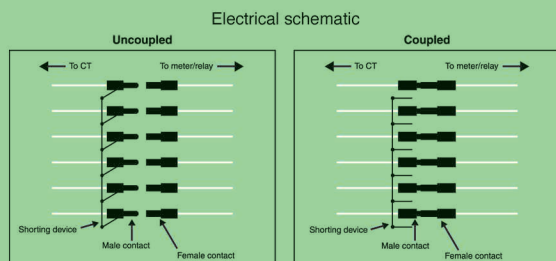 Electrical schematic
Uncoupled
To CT
To meter/relay
Shorting device
Male contact
Female contact
Coupled
To CT
To meter/relay
Shorting device
Male contact
Female contact